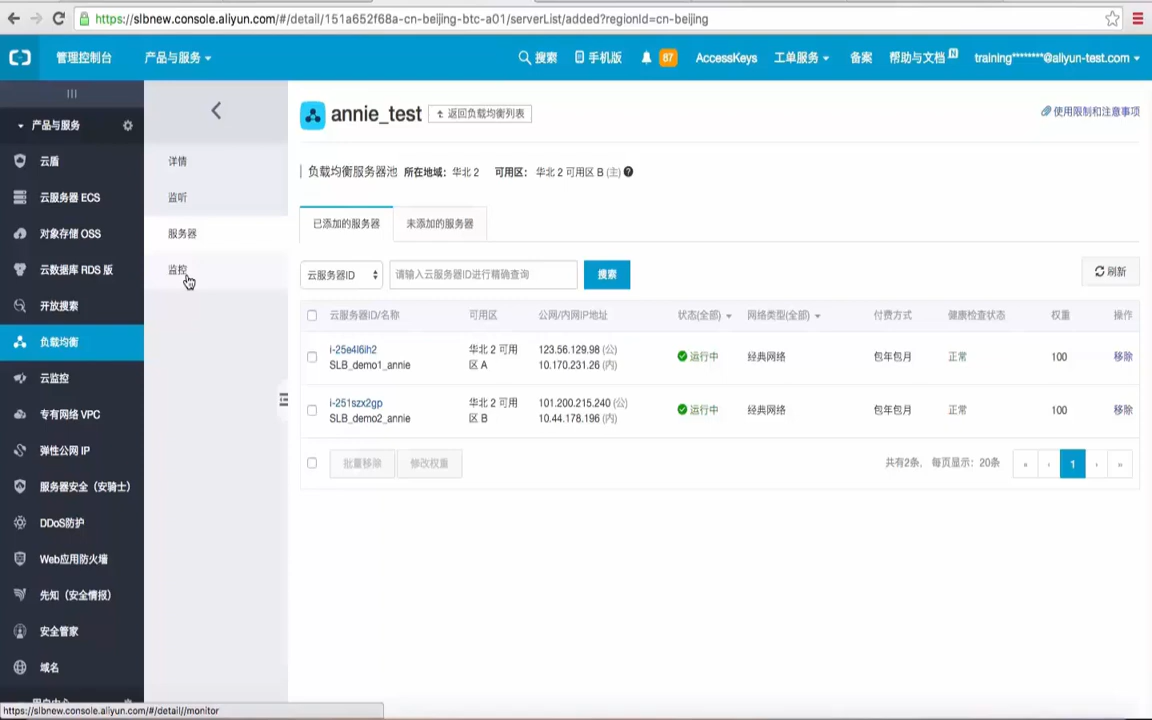 https://slbnew.console.aliyun.com/#/detail/151a652f68a-cn-beijing-btc-a01/serverList/added?regionId=cn-beijing
管理控制台 产品与服务 搜索 手机版 87 AccessKeys 工单服务 备案 帮助与文档 N training********@aliyun-test.com
产品与服务
云盾
云服务器 ECS
对象存储 OSS
云数据库 RDS 版
开放搜索
负载均衡
云监控
专有网络 VPC
弹性公网 IP
服务器安全（安骑士）
DDoS防护
Web应用防火墙
先知（安全情报）
安全管家
域名
详情
监听
服务器
监控
annie_test 返回负载均衡列表 使用限制和注意事项
负载均衡服务器池 所在地域： 华北 2 可用区： 华北 2 可用区 B (主)
已添加的服务器 未添加的服务器
云服务器ID 请输入云服务器ID进行精确查询 搜索 刷新
云服务器ID/名称 可用区 公网/内网IP地址 状态(全部) 网络类型(全部) 付费方式 健康检查状态 权重 操作
i-25e4l6ih2 华北 2 可用 123.56.129.98 (公) 运行中 经典网络 包年包月 正常 100 移除
SLB_demo1_annie 区 A 10.170.231.26 (内)
i-251szx2gp 华北 2 可用 101.200.215.240 (公) 运行中 经典网络 包年包月 正常 100 移除
SLB_demo2_annie 区 B 10.44.178.196 (内)
批量移除 修改权重 共有2条， 每页显示：20条 « ‹ 1 › »
https://slbnew.console.aliyun.com/#/detail//monitor